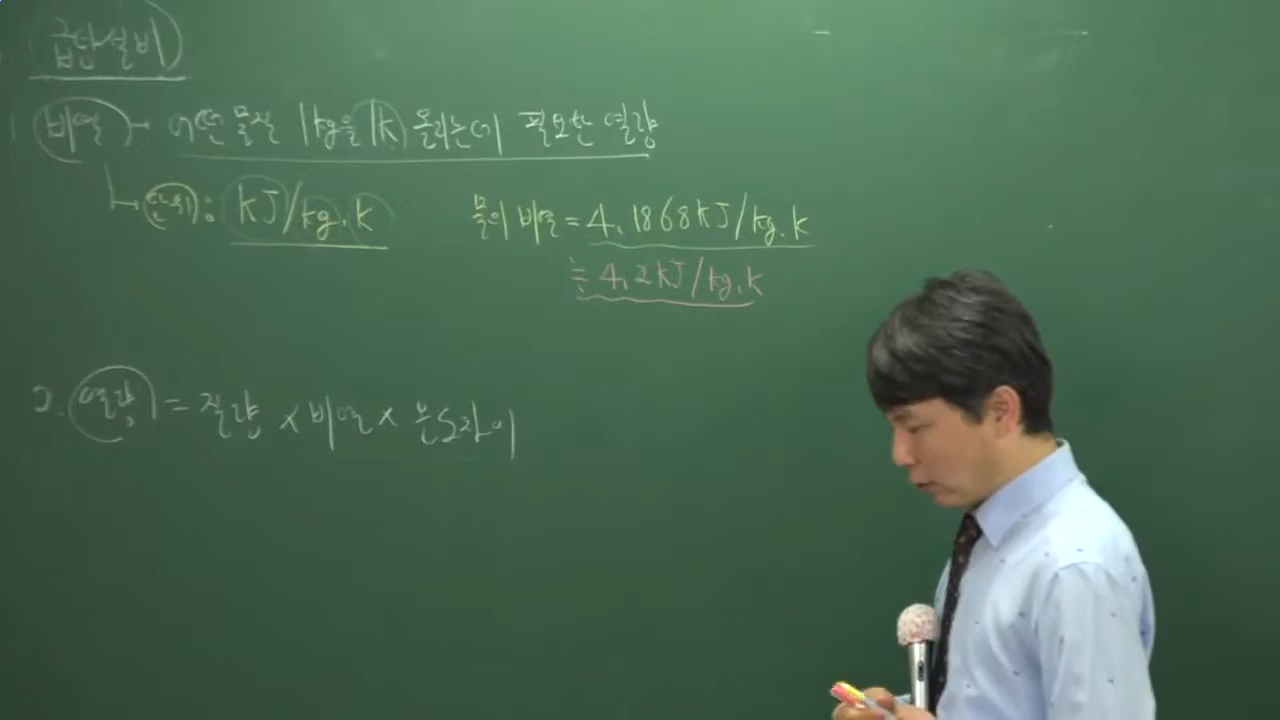 급탕설비
1 비열 - 어떤 물질 1kg을 1K 올리는데 필요한 열량
단위: kJ/kg.K
물의 비열 = 4.1868kJ/kg.K
≒ 4.2kJ/kg.K
2. 열량 = 질량 x 비열 x 온도차이